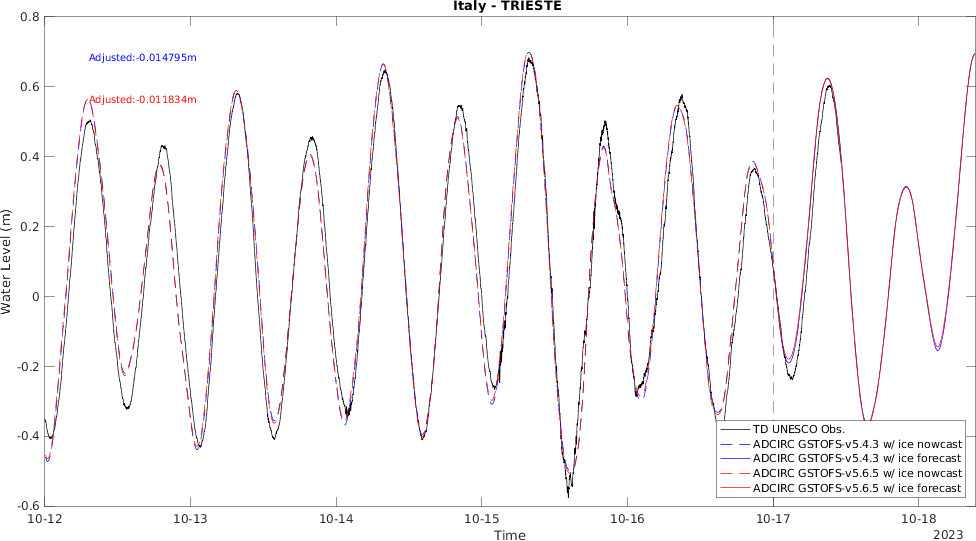 Italy - TRIESTE
Adjusted:-0.014795m
Adjusted:-0.011834m
0.8
0.6
0.4
0.2
0
-0.2
-0.4
-0.6
Water Level (m)
TD UNESCO Obs.
ADCIRC GSTOFS-v5.4.3 w/ ice nowcast
ADCIRC GSTOFS-v5.4.3 w/ ice forecast
ADCIRC GSTOFS-v5.6.5 w/ ice nowcast
ADCIRC GSTOFS-v5.6.5 w/ ice forecast
10-12 10-13 10-14 10-15 10-16 10-17 10-18
Time
2023